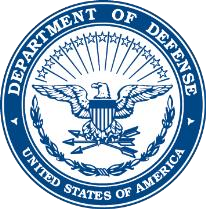 DEPARTMENT OF DEFENSE
UNITED STATES OF AMERICA